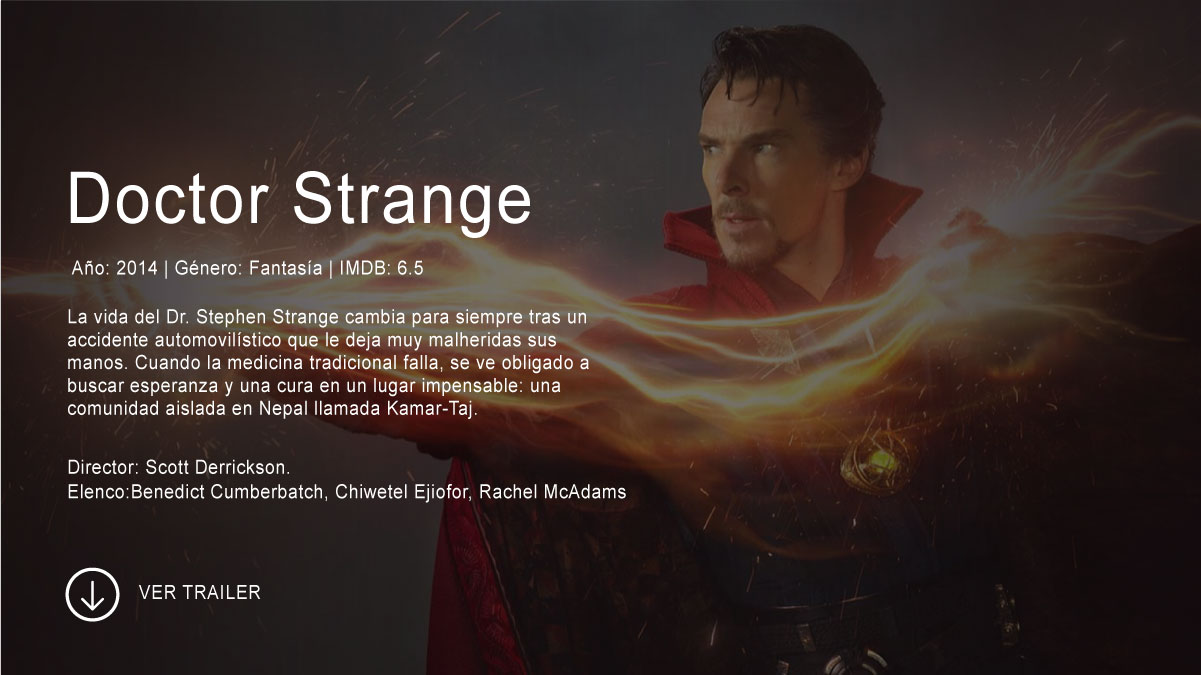 Doctor Strange
Año: 2014 | Género: Fantasía | IMDB: 6.5
La vida del Dr. Stephen Strange cambia para siempre tras un
accidente automovilístico que le deja muy malheridas sus
manos. Cuando la medicina tradicional falla, se ve obligado a
buscar esperanza y una cura en un lugar impensable: una
comunidad aislada en Nepal llamada Kamar-Taj.
Director: Scott Derrickson.
Elenco:Benedict Cumberbatch, Chiwetel Ejiofor, Rachel McAdams
VER TRAILER